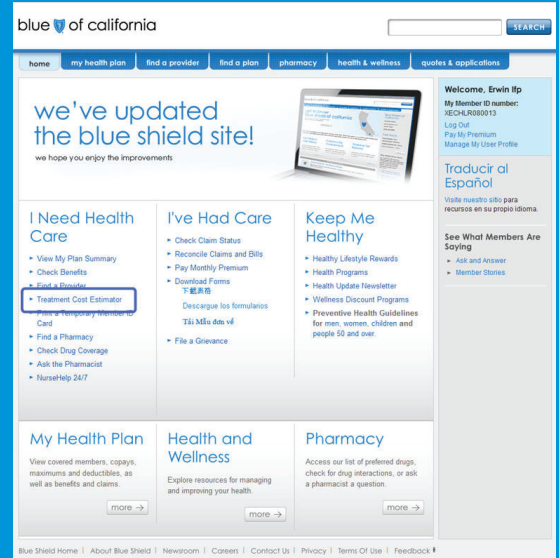 blue of california
SEARCH
home my health plan find a provider find a plan pharmacy health & wellness quotes & applications
we've updated
the blue shield site!
we hope you enjoy the improvements
Welcome, Erwin Ifp
My Member ID number:
XECHLR080013
Log Out
Pay My Premium
Manage My User Profile
Traducir al
Español
Visite nuestro sitio para
recursos en su propio idioma.
See What Members Are
Saying
Ask and Answer
Member Stories
I Need Health
Care
View My Plan Summary
Check Benefits
Find a Provider
Treatment Cost Estimator
Print a Temporary Member ID
Card
Find a Pharmacy
Check Drug Coverage
Ask the Pharmacist
NurseHelp 24/7
I've Had Care
Check Claim Status
Reconcile Claims and Bills
Pay Monthly Premium
Download Forms
下載表格
Descargue los formularios
Tải Mẫu đơn về
File a Grievance
Keep Me
Healthy
Healthy Lifestyle Rewards
Health Programs
Health Update Newsletter
Wellness Discount Programs
Preventive Health Guidelines
for men, women, children and
people 50 and over.
My Health Plan
View covered members, copays,
maximums and deductibles, as
well as benefits and claims.
more →
Health and
Wellness
Explore resources for managing
and improving your health.
more →
Pharmacy
Access our list of preferred drugs,
check for drug interactions, or ask
a pharmacist a question.
more →
Blue Shield Home | About Blue Shield | Newsroom | Careers | Contact Us | Privacy | Terms Of Use | Feedback